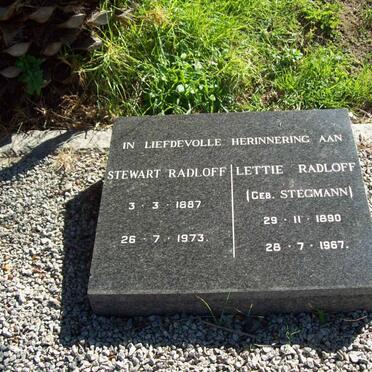 IN LIEFDEVOLLE HERINNERING AAN
STEWART RADLOFF
3 · 3 · 1887
26 · 7 · 1973.
LETTIE RADLOFF
(GEB. STEGMANN)
29 · 11 · 1890
28 · 7 · 1967.